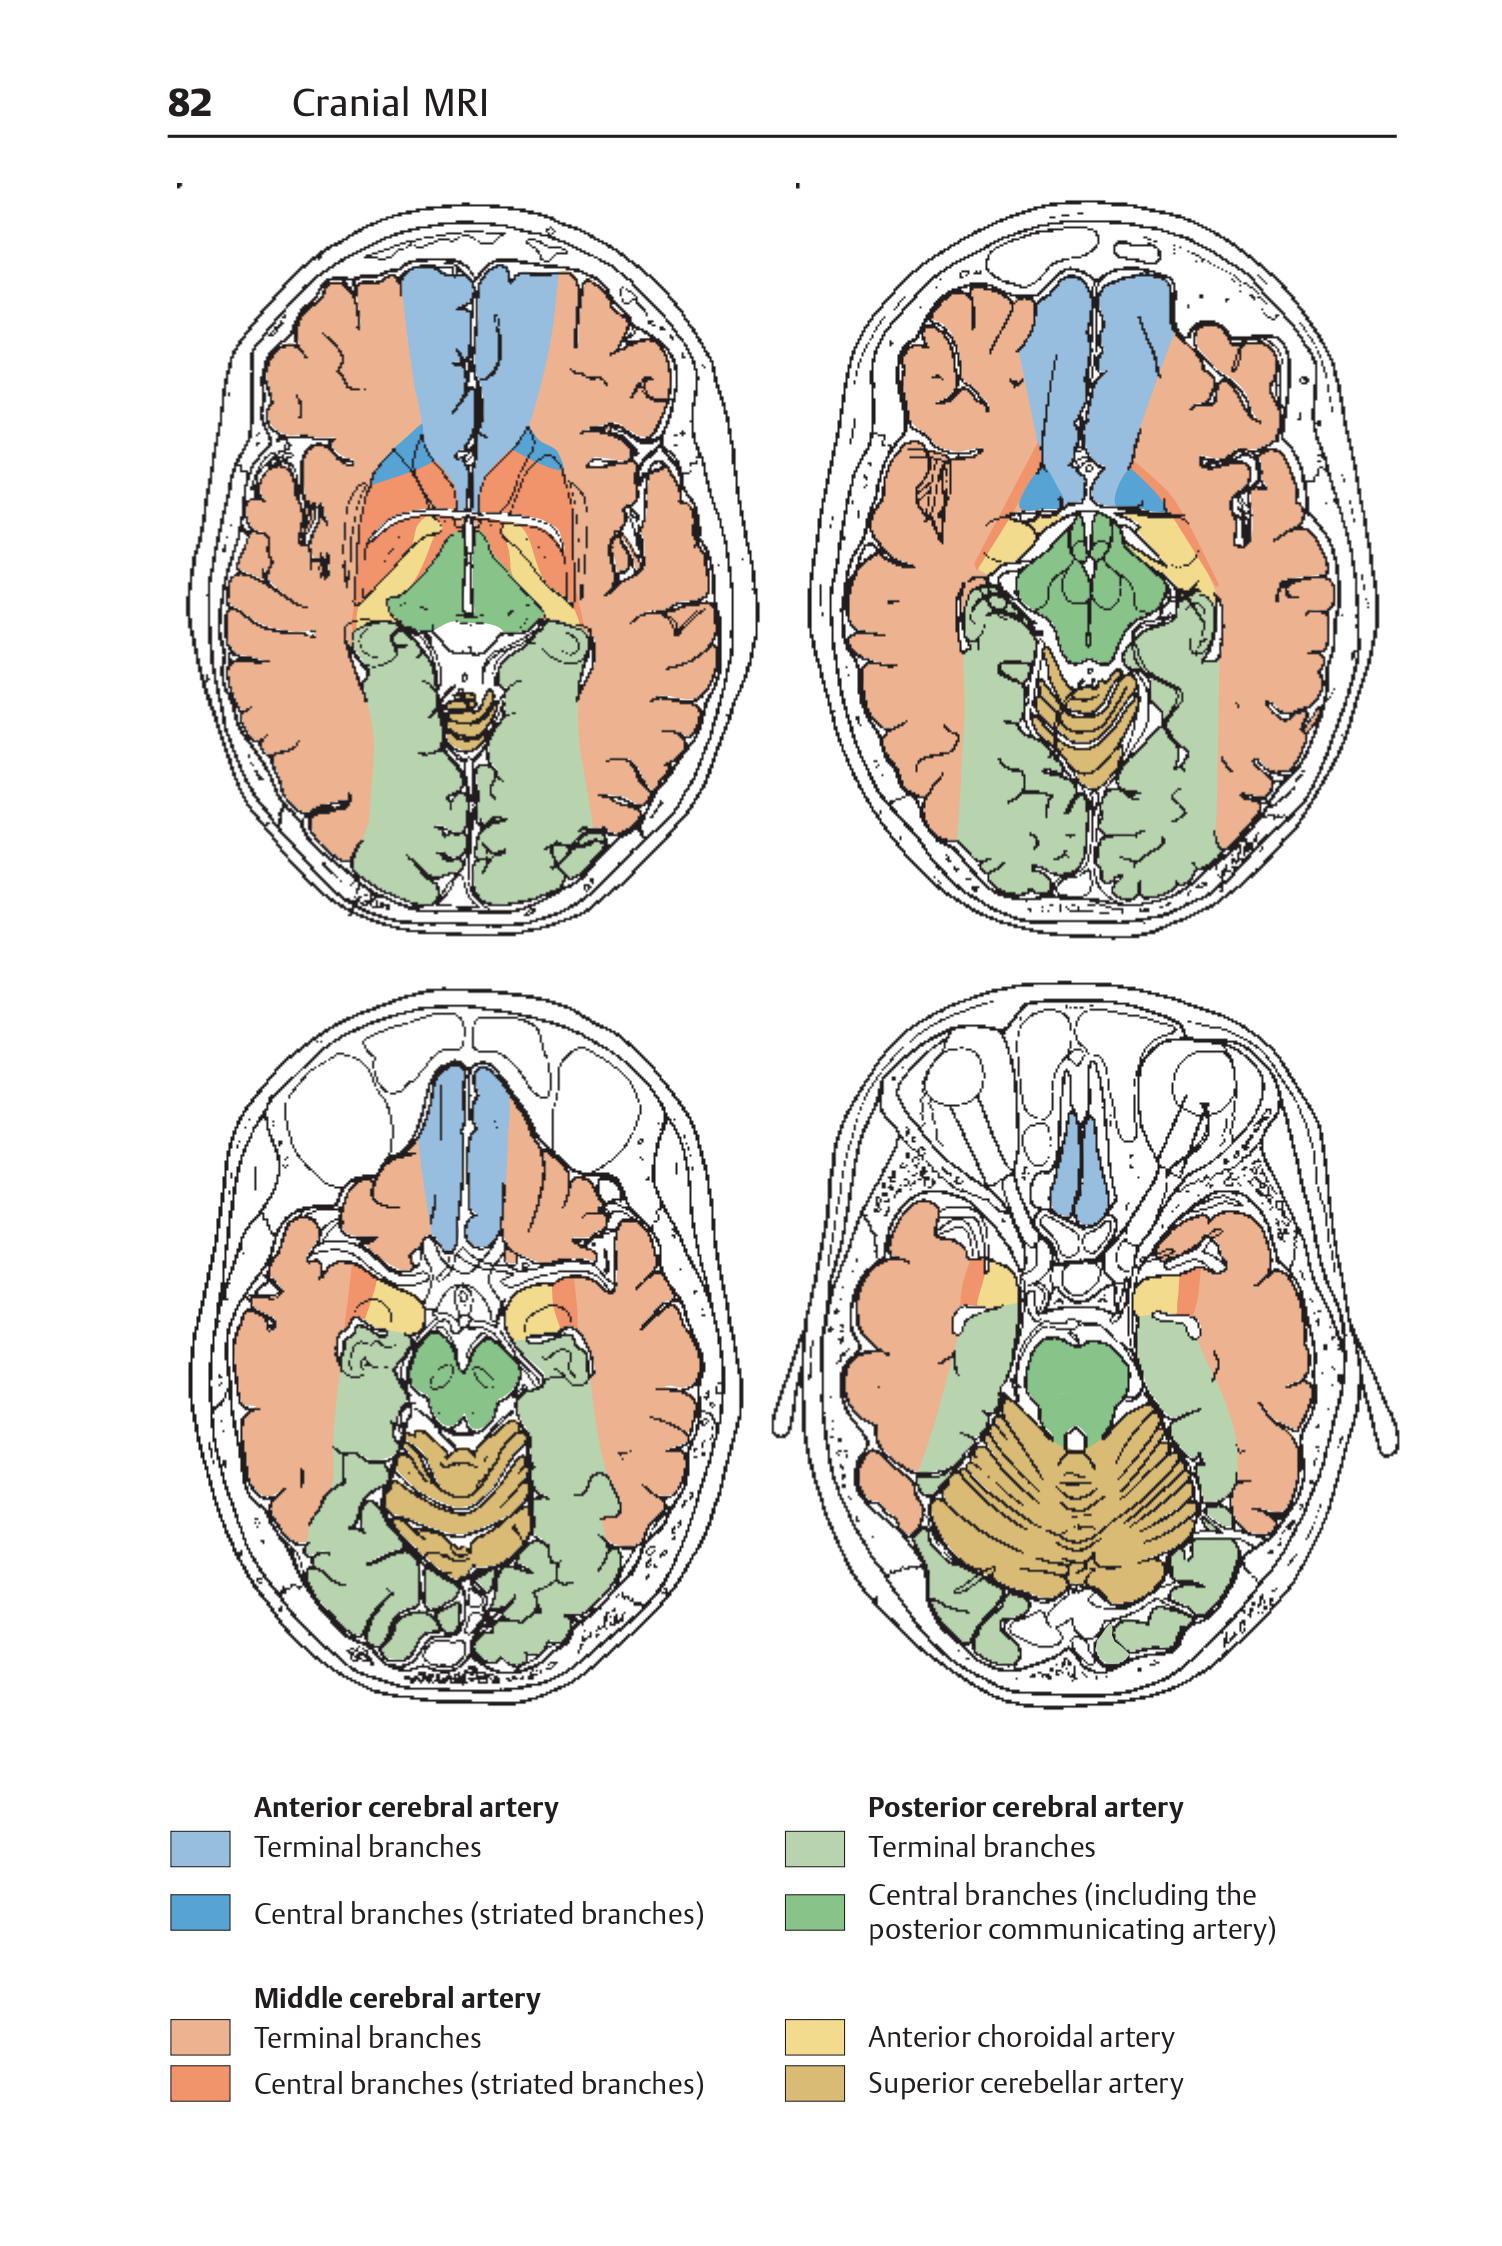 82 Cranial MRI
Anterior cerebral artery
Terminal branches
Central branches (striated branches)
Middle cerebral artery
Terminal branches
Central branches (striated branches)
Posterior cerebral artery
Terminal branches
Central branches (including the
posterior communicating artery)
Anterior choroidal artery
Superior cerebellar artery